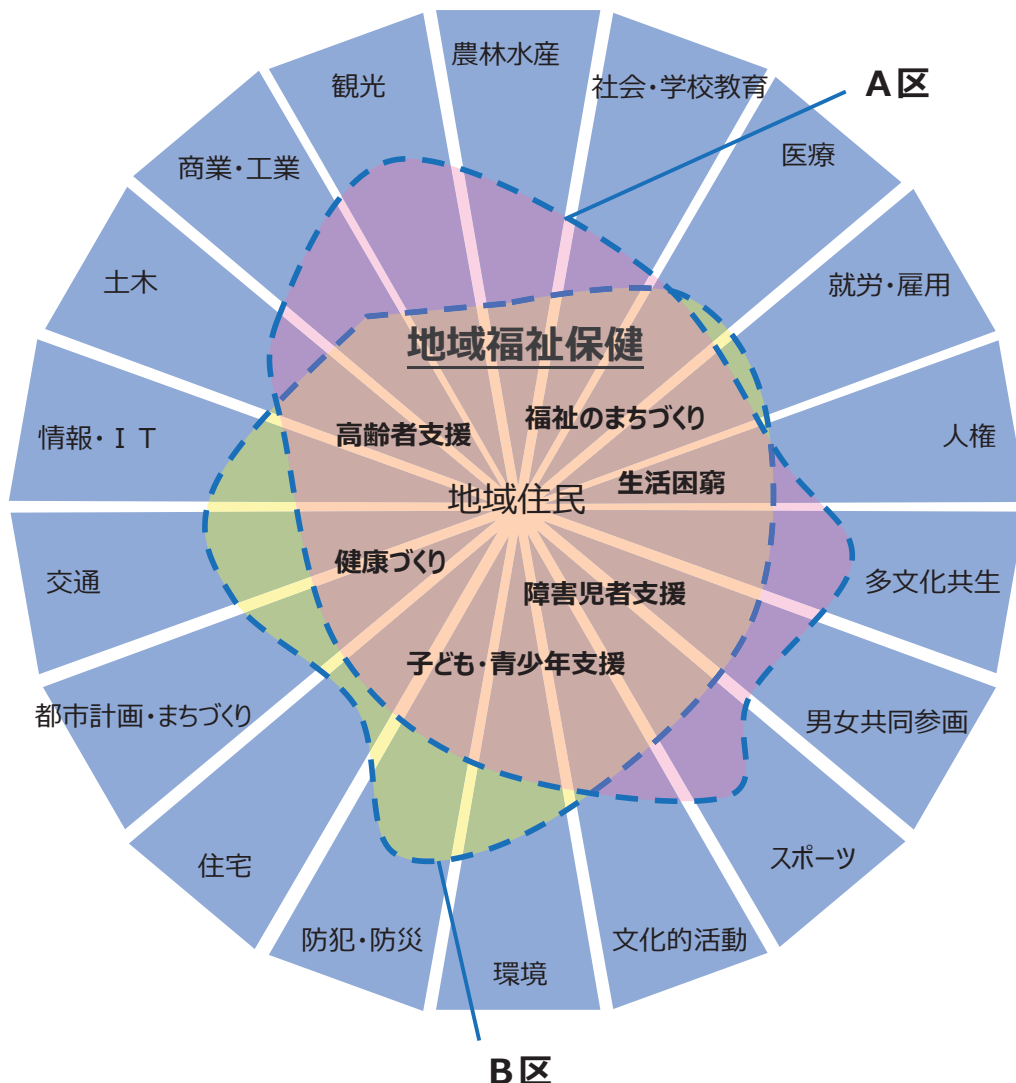 農林水産
社会・学校教育
A区
観光
医療
商業・工業
就労・雇用
土木
地域福祉保健
福祉のまちづくり
人権
情報・ＩＴ
高齢者支援
生活困窮
地域住民
交通
健康づくり
多文化共生
障害児者支援
子ども・青少年支援
都市計画・まちづくり
男女共同参画
住宅
スポーツ
防犯・防災
文化的活動
環境
B区